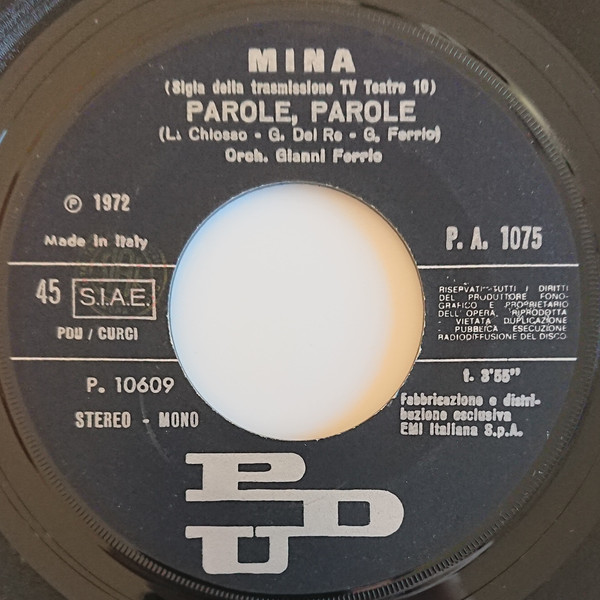 MINA
(Sigla della trasmissione TV Teatro 10)
PAROLE, PAROLE
(L. Chiosso - G. Del Re - G. Ferrio)
Orch. Gianni Ferrio
Ⓟ 1972
Made in Italy
P. A. 1075
45 S.I.A.E.
PDU / CURCI
RISERVATI TUTTI I DIRITTI
DEL PRODUTTORE FONO-
GRAFICO E PROPRIETARIO
DELL'OPERA, RIPRODOTTA
- VIETATA DUPLICAZIONE
- PUBBLICA ESECUZIONE
RADIODIFFUSIONE DEL DISCO
P. 10609
STEREO - MONO
t. 3'55"
Fabbricazione e distri-
buzione esclusiva
EMI Italiana S.p.A.
PDU